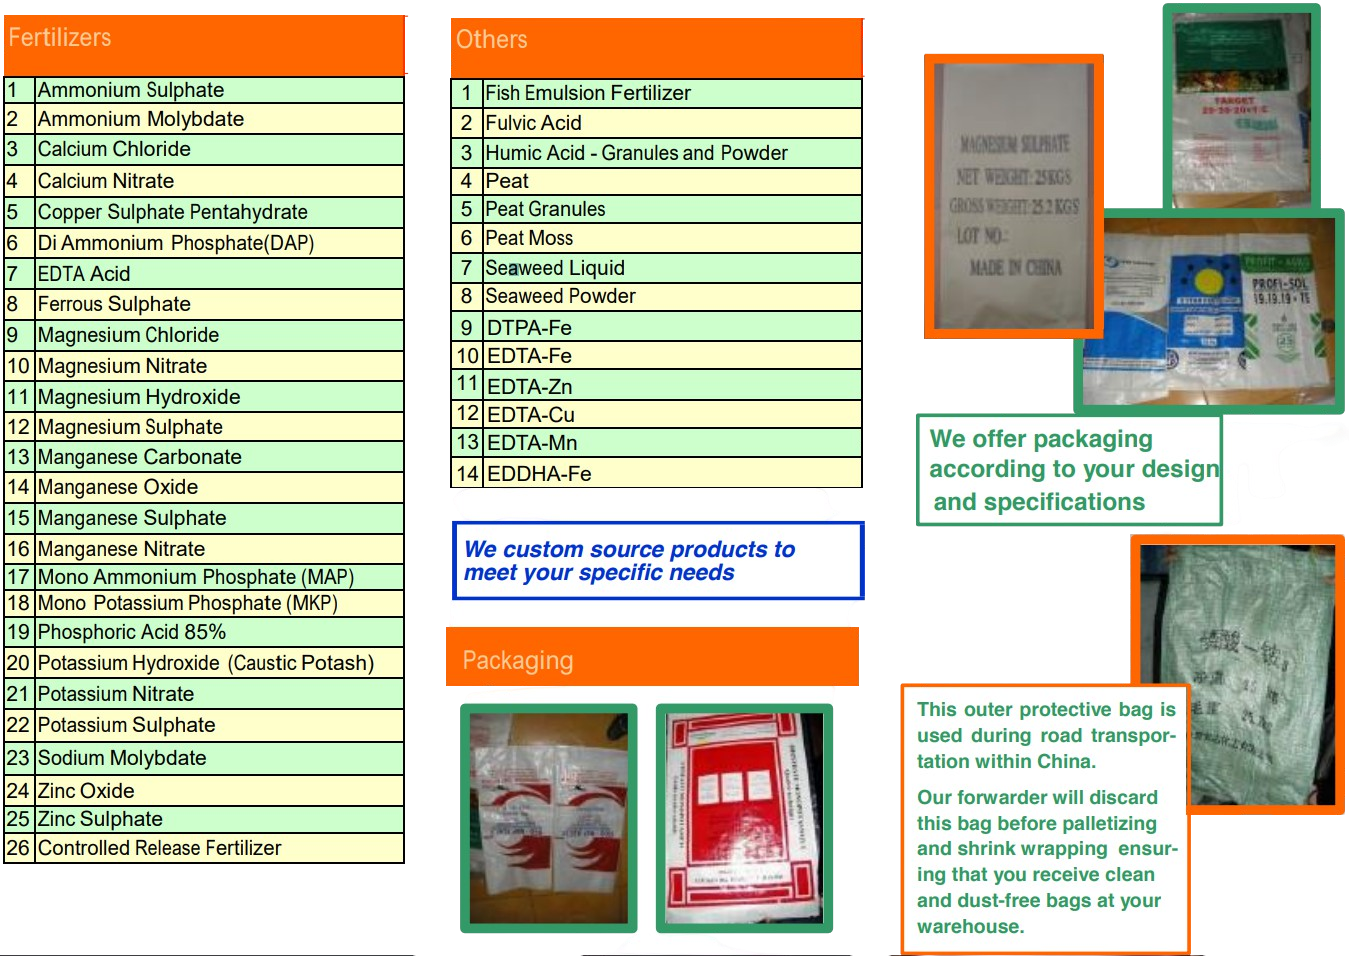 Fertilizers
1 Ammonium Sulphate
2 Ammonium Molybdate
3 Calcium Chloride
4 Calcium Nitrate
5 Copper Sulphate Pentahydrate
6 Di Ammonium Phosphate(DAP)
7 EDTA Acid
8 Ferrous Sulphate
9 Magnesium Chloride
10 Magnesium Nitrate
11 Magnesium Hydroxide
12 Magnesium Sulphate
13 Manganese Carbonate
14 Manganese Oxide
15 Manganese Sulphate
16 Manganese Nitrate
17 Mono Ammonium Phosphate (MAP)
18 Mono Potassium Phosphate (MKP)
19 Phosphoric Acid 85%
20 Potassium Hydroxide (Caustic Potash)
21 Potassium Nitrate
22 Potassium Sulphate
23 Sodium Molybdate
24 Zinc Oxide
25 Zinc Sulphate
26 Controlled Release Fertilizer
Others
1 Fish Emulsion Fertilizer
2 Fulvic Acid
3 Humic Acid - Granules and Powder
4 Peat
5 Peat Granules
6 Peat Moss
7 Seaweed Liquid
8 Seaweed Powder
9 DTPA-Fe
10 EDTA-Fe
11 EDTA-Zn
12 EDTA-Cu
13 EDTA-Mn
14 EDDHA-Fe
We custom source products to
meet your specific needs
Packaging
MAGNESIUM SULPHATE
NET WEIGHT: 25KGS
GROSS WEIGHT: 25.2 KGS
LOT NO.:
MADE IN CHINA
TARGET
PROFIT - AGRO
PROFI-SOL
19.19.19 + TE
We offer packaging
according to your design
and specifications
磷酸一铵
This outer protective bag is
used during road transpor-
tation within China.
Our forwarder will discard
this bag before palletizing
and shrink wrapping ensur-
ing that you receive clean
and dust-free bags at your
warehouse.